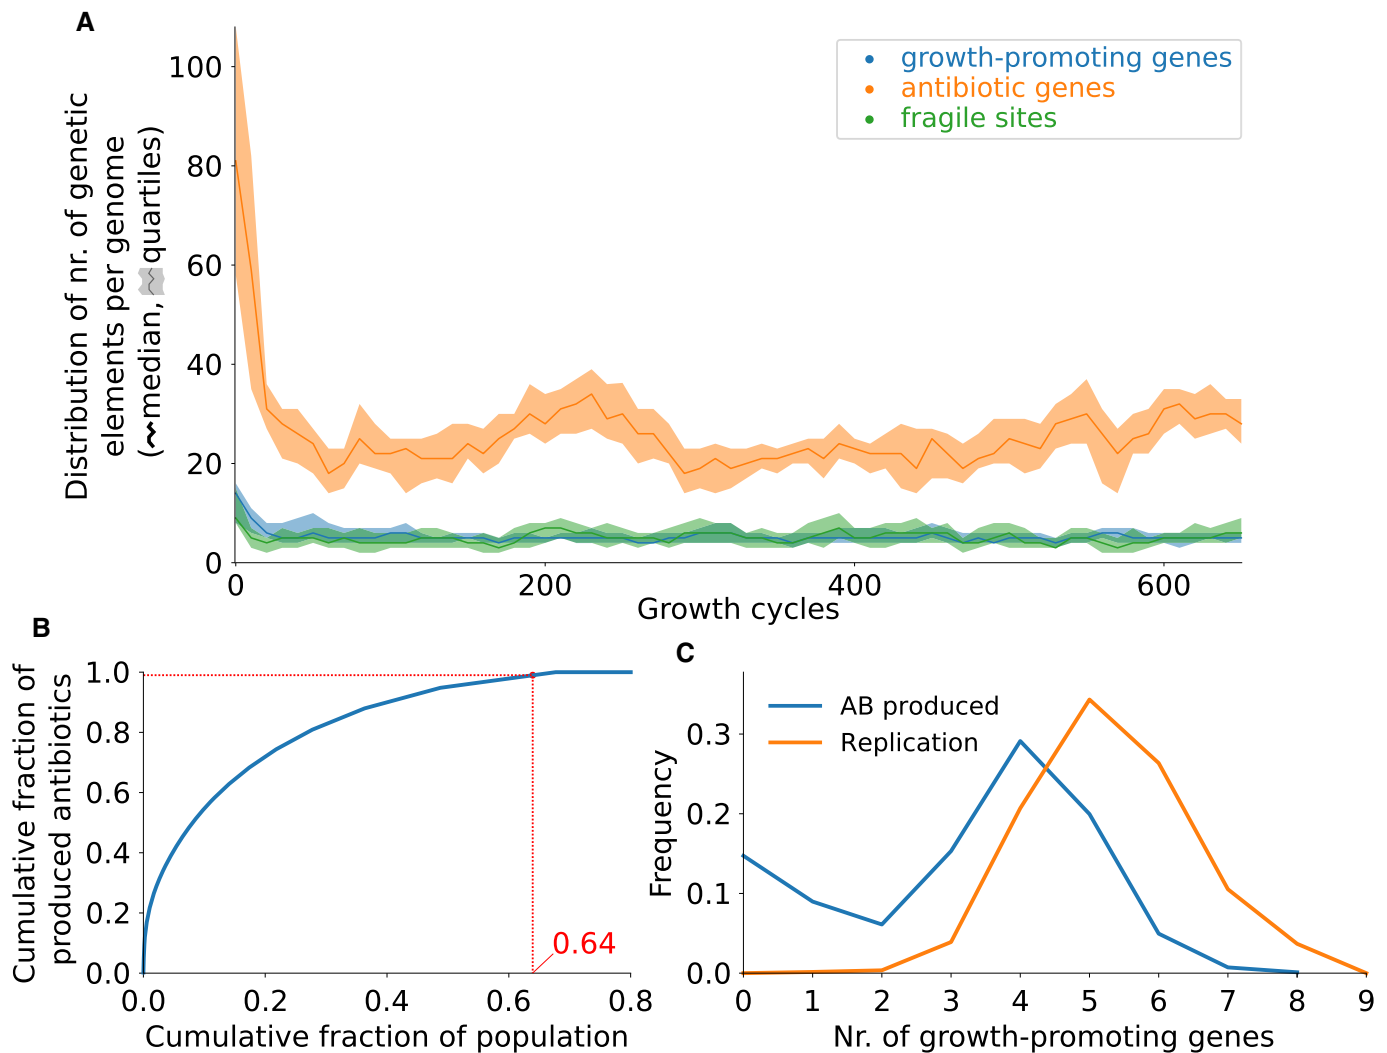 A
Distribution of nr. of genetic
elements per genome
(median, quartiles)
100
80
60
40
20
0
growth-promoting genes
antibiotic genes
fragile sites
0 200 400 600
Growth cycles
B
Cumulative fraction of
produced antibiotics
1.0
0.8
0.6
0.4
0.2
0.0
0.64
0.0 0.2 0.4 0.6 0.8
Cumulative fraction of population
C
Frequency
0.3
0.2
0.1
0.0
AB produced
Replication
0 1 2 3 4 5 6 7 8 9
Nr. of growth-promoting genes